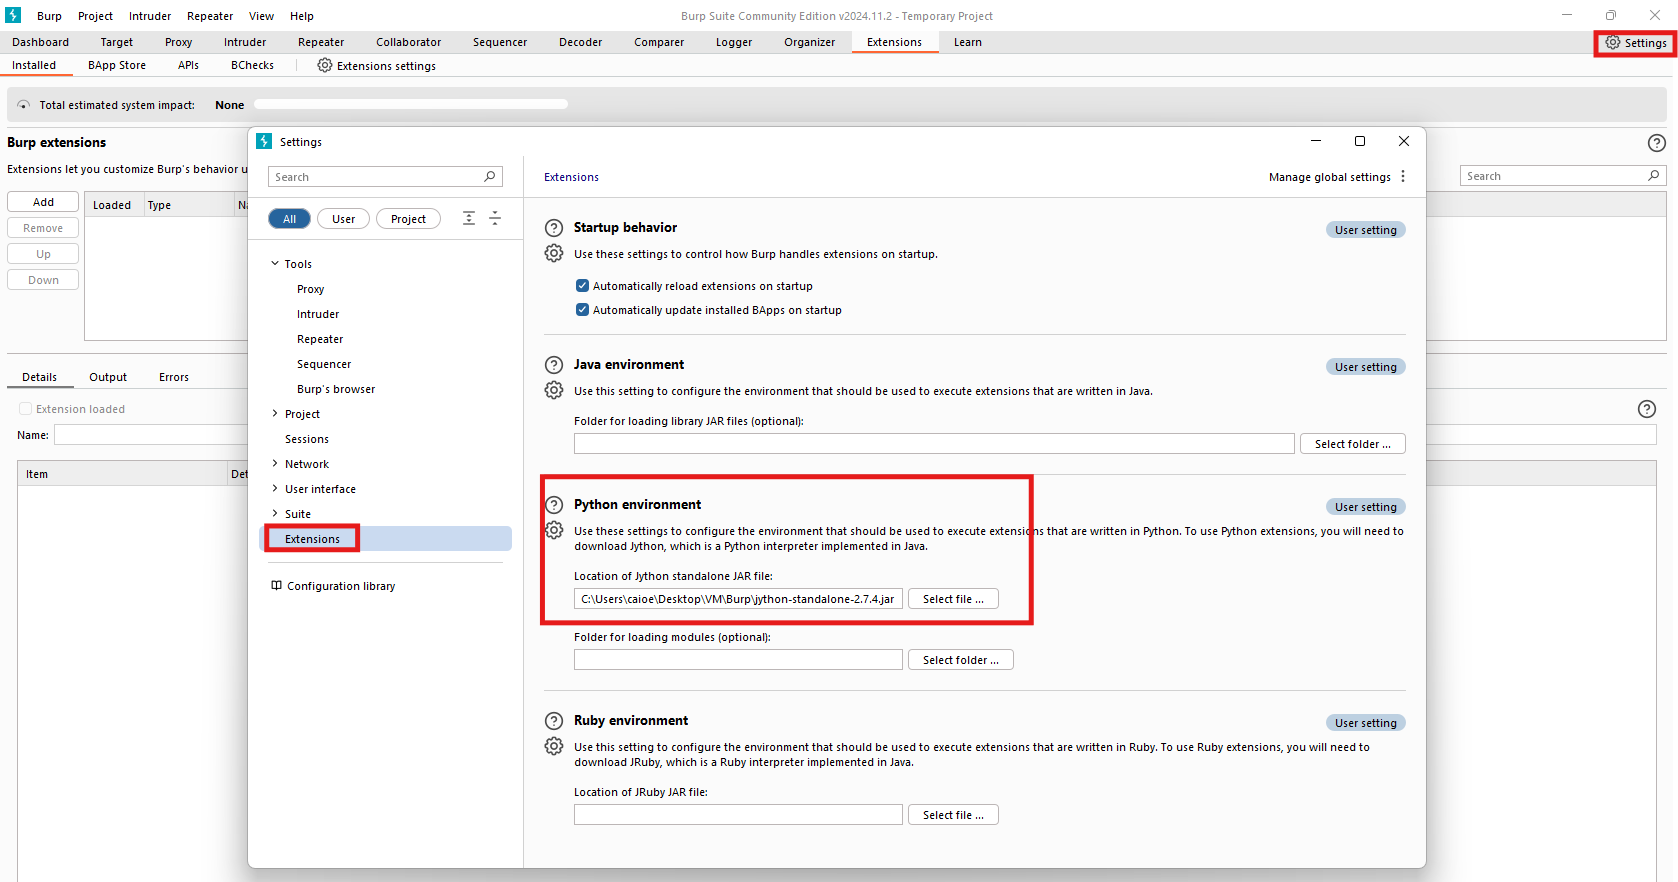 Burp Project Intruder Repeater View Help
Burp Suite Community Edition v2024.11.2 - Temporary Project
Dashboard Target Proxy Intruder Repeater Collaborator Sequencer Decoder Comparer Logger Organizer Extensions Learn
Settings
Installed BApp Store APIs BChecks Extensions settings
Total estimated system impact: None
Burp extensions
Extensions let you customize Burp's behavior u
Search
Add
Remove
Up
Down
Loaded Type Na
Details Output Errors
Extension loaded
Name:
Item Det
Settings
Search
All User Project
Tools
Proxy
Intruder
Repeater
Sequencer
Burp's browser
Project
Sessions
Network
User interface
Suite
Extensions
Configuration library
Extensions
Manage global settings
Startup behavior
User setting
Use these settings to control how Burp handles extensions on startup.
Automatically reload extensions on startup
Automatically update installed BApps on startup
Java environment
User setting
Use this setting to configure the environment that should be used to execute extensions that are written in Java.
Folder for loading library JAR files (optional):
Select folder ...
Python environment
User setting
Use these settings to configure the environment that should be used to execute extensions that are written in Python. To use Python extensions, you will need to
download Jython, which is a Python interpreter implemented in Java.
Location of Jython standalone JAR file:
C:\Users\caioe\Desktop\VM\Burp\jython-standalone-2.7.4.jar
Select file ...
Folder for loading modules (optional):
Select folder ...
Ruby environment
User setting
Use this setting to configure the environment that should be used to execute extensions that are written in Ruby. To use Ruby extensions, you will need to
download JRuby, which is a Ruby interpreter implemented in Java.
Location of JRuby JAR file:
Select file ...